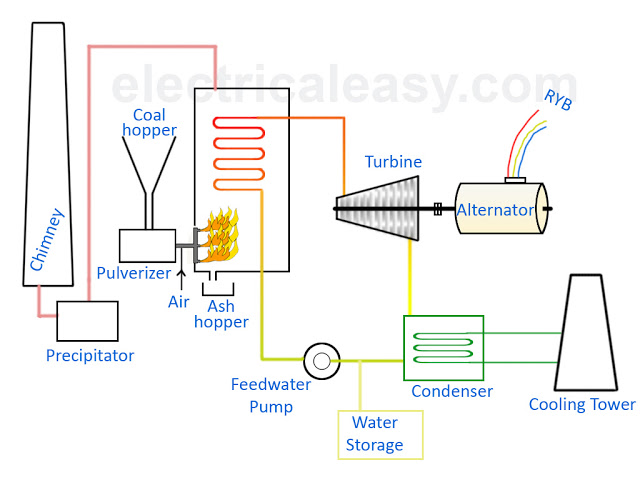 electricaleasy.com
Coal
hopper
RYB
Turbine
Alternator
Chimney
Pulverizer
Air
Ash
hopper
Precipitator
Feedwater
Pump
Condenser
Cooling Tower
Water
Storage